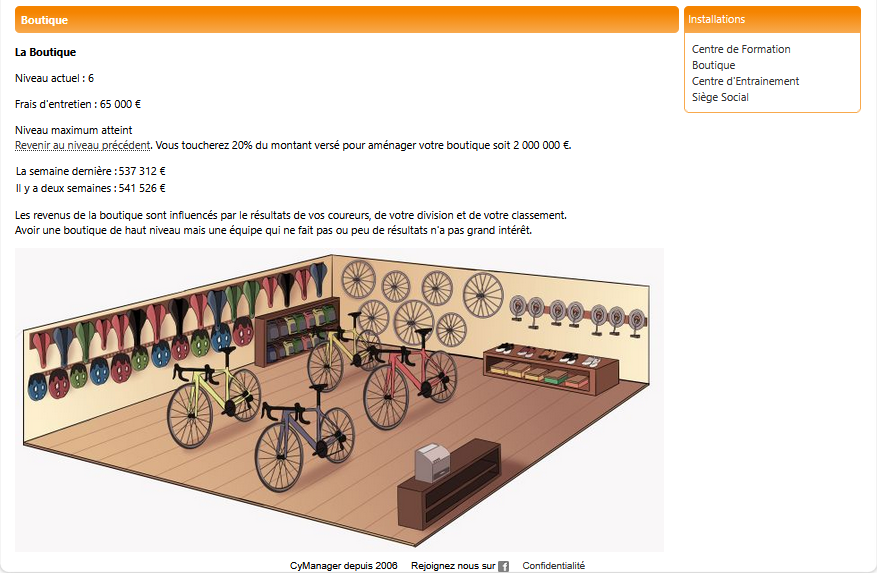 Boutique
La Boutique
Niveau actuel : 6
Frais d'entretien : 65 000 €
Niveau maximum atteint
Revenir au niveau précédent. Vous toucherez 20% du montant versé pour aménager votre boutique soit 2 000 000 €.
La semaine dernière : 537 312 €
Il y a deux semaines : 541 526 €
Les revenus de la boutique sont influencés par le résultats de vos coureurs, de votre division et de votre classement.
Avoir une boutique de haut niveau mais une équipe qui ne fait pas ou peu de résultats n'a pas grand intérêt.
Installations
Centre de Formation
Boutique
Centre d'Entrainement
Siège Social
CyManager depuis 2006 Rejoignez nous sur f Confidentialité